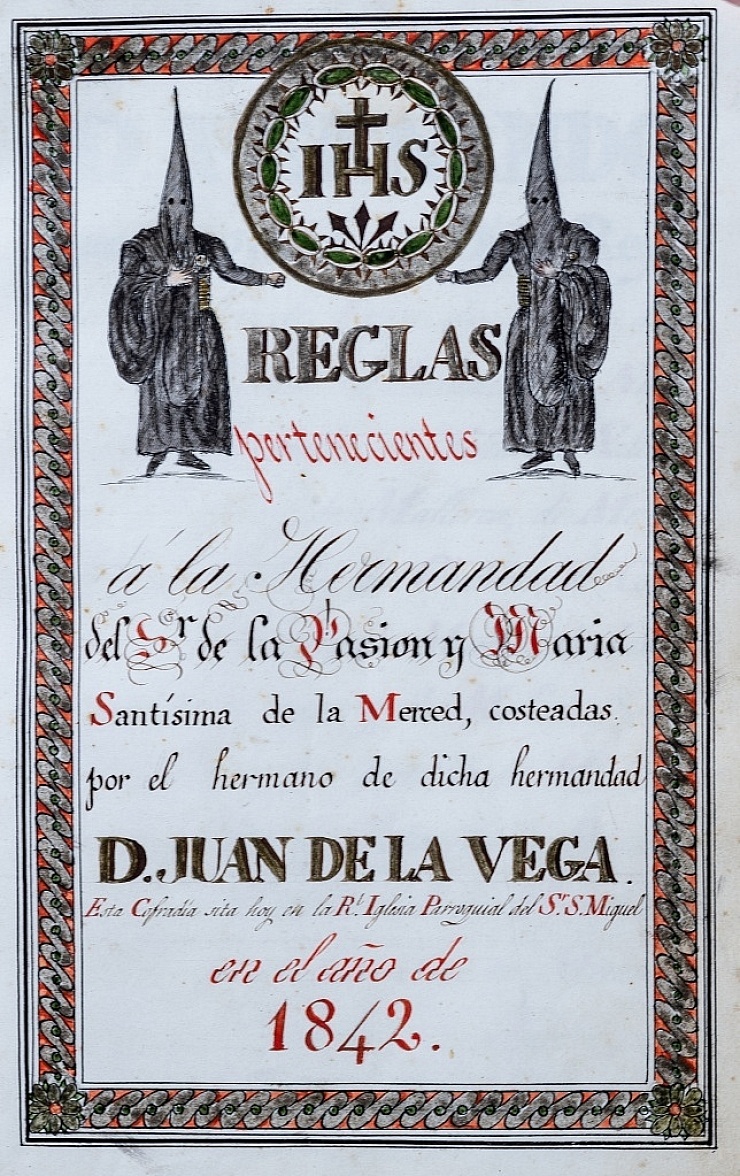 IHS
REGLAS
pertenecientes
á la Hermandad
del Sr. de la Pasion y Maria
Santísima de la Merced, costeadas
por el hermano de dicha hermandad
D. JUAN DE LA VEGA.
Esta Cofradía sita hoy en la Rl. Iglesia Parroquial del Sr. S. Miguel
en el año de
1842.